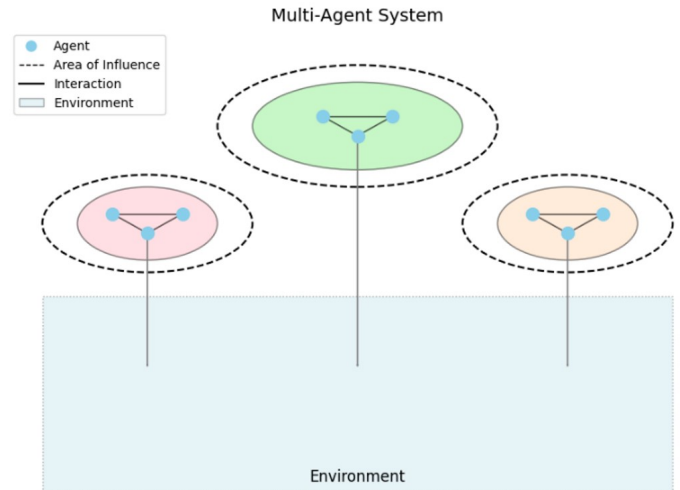 Multi-Agent System
Agent
Area of Influence
Interaction
Environment
Environment